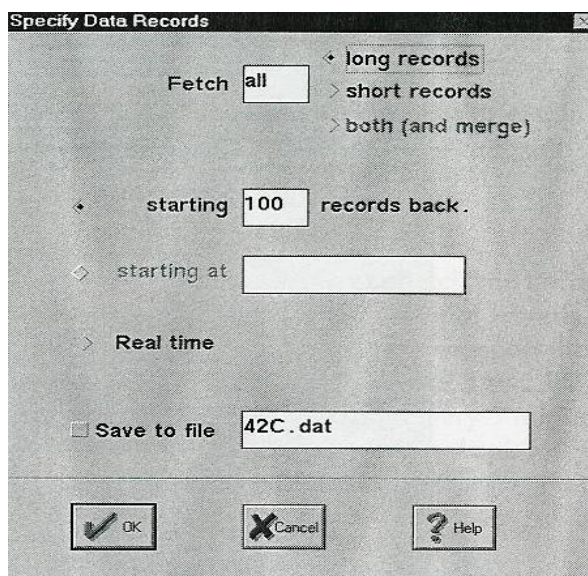 Specify Data Records
Fetch all
long records
short records
both (and merge)
starting 100 records back.
starting at
Real time
Save to file 42C.dat
OK Cancel Help